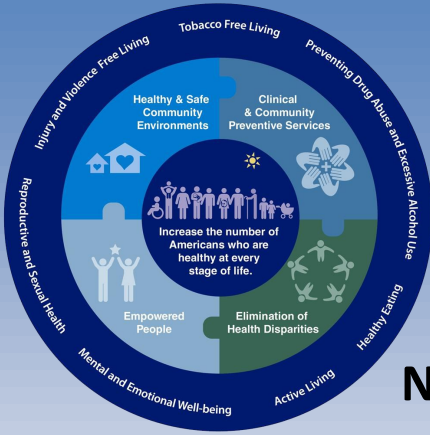 Tobacco Free Living
Preventing Drug Abuse and Excessive Alcohol Use
Healthy Eating
Active Living
Mental and Emotional Well-being
Reproductive and Sexual Health
Injury and Violence Free Living
Healthy & Safe
Community
Environments
Clinical
& Community
Preventive Services
Increase the number of
Americans who are
healthy at every
stage of life.
Empowered
People
Elimination of
Health Disparities
N